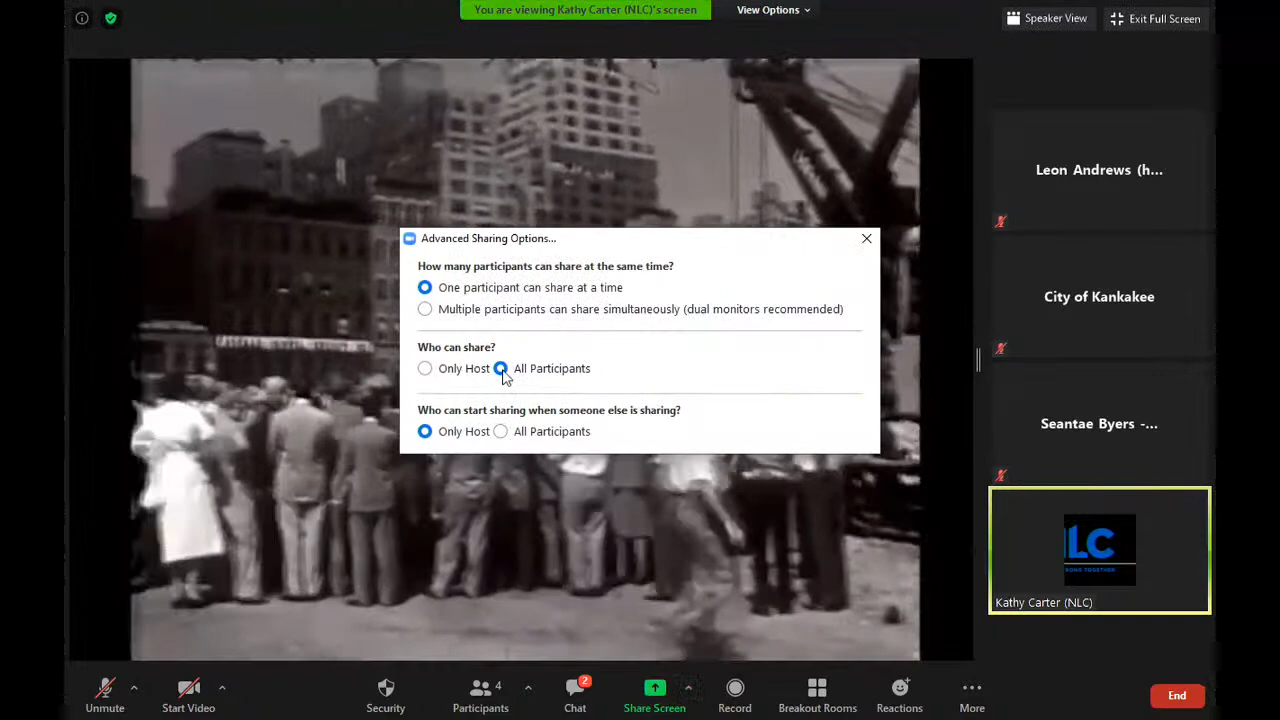 You are viewing Kathy Carter (NLC)'s screen
View Options
Speaker View
Exit Full Screen
Leon Andrews (h...
City of Kankakee
Seantae Byers -...
LC
Kathy Carter (NLC)
Advanced Sharing Options...
How many participants can share at the same time?
One participant can share at a time
Multiple participants can share simultaneously (dual monitors recommended)
Who can share?
Only Host
All Participants
Who can start sharing when someone else is sharing?
Only Host
All Participants
Unmute
Start Video
Security
4
Participants
2
Chat
Share Screen
Record
Breakout Rooms
Reactions
More
End